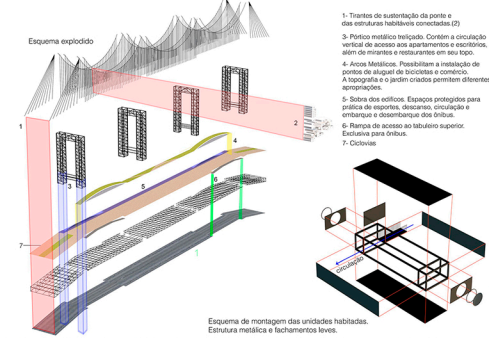 Esquema explodido
1- Tirantes de sustentação da ponte e
das estruturas habitáveis conectadas.(2)
3- Pórtico metálico treliçado. Contém a circulação
vertical de acesso aos apartamentos e escritórios,
além de mirantes e restaurantes em seu topo.
4- Arcos Metálicos. Possibilitam a instalação de
pontos de aluguel de bicicletas e comércio.
A topografia e o jardim criados permitem diferentes
apropriações.
5- Sobra dos edifícos. Espaços protegidos para
prática de esportes, descanso, circulação e
embarque e desembarque dos ônibus.
6- Rampa de acesso ao tabuleiro superior.
Exclusiva para ônibus.
7- Ciclovias
1
2
3
4
5
6
7
1
circulação
Esquema de montagem das unidades habitadas.
Estrutura metálica e fachamentos leves.